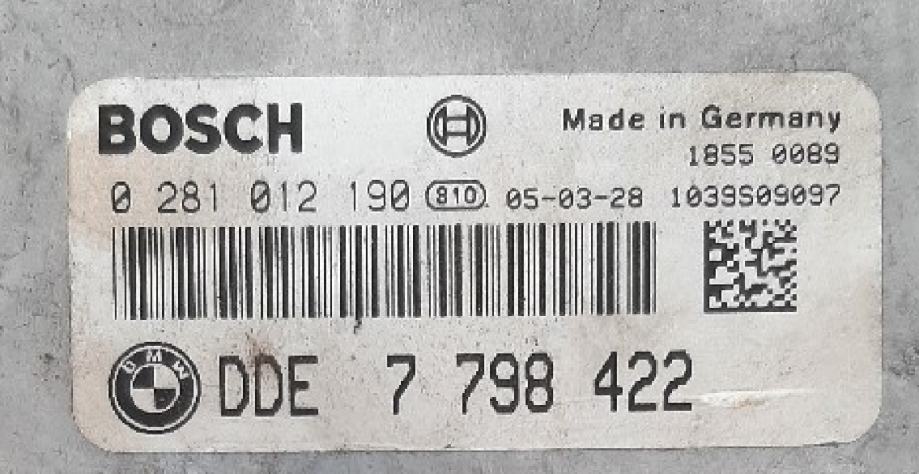 BOSCH
Made in Germany
1855 0089
0 281 012 190 810 05-03-28 1039S09097
BMW DDE 7 798 422